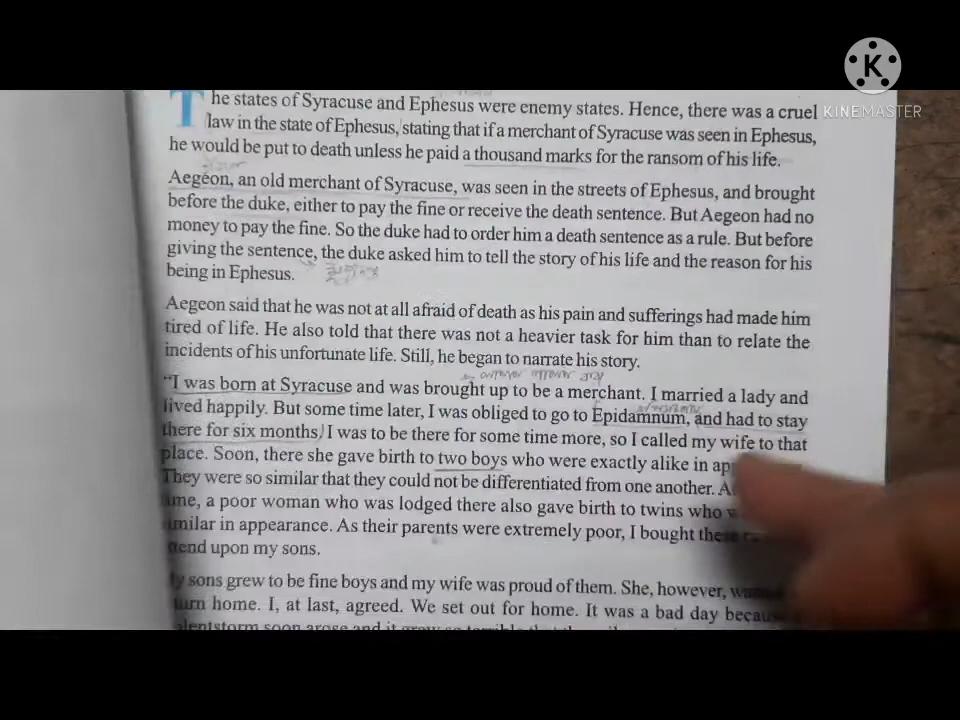 K
KINEMASTER
The states of Syracuse and Ephesus were enemy states. Hence, there was a cruel
law in the state of Ephesus, stating that if a merchant of Syracuse was seen in Ephesus,
he would be put to death unless he paid a thousand marks for the ransom of his life.
Aegeon, an old merchant of Syracuse, was seen in the streets of Ephesus, and brought
before the duke, either to pay the fine or receive the death sentence. But Aegeon had no
money to pay the fine. So the duke had to order him a death sentence as a rule. But before
giving the sentence, the duke asked him to tell the story of his life and the reason for his
being in Ephesus.
Aegeon said that he was not at all afraid of death as his pain and sufferings had made him
tired of life. He also told that there was not a heavier task for him than to relate the
incidents of his unfortunate life. Still, he began to narrate his story.
"I was born at Syracuse and was brought up to be a merchant. I married a lady and
lived happily. But some time later, I was obliged to go to Epidamnum, and had to stay
there for six months, I was to be there for some time more, so I called my wife to that
place. Soon, there she gave birth to two boys who were exactly alike in
They were so similar that they could not be differentiated from one another.
a poor woman who was lodged there also gave birth to twins who
similar in appearance. As their parents were extremely poor, I bought these
upon my sons.
sons grew to be fine boys and my wife was proud of them. She, however,
home. I, at last, agreed. We set out for home. It was a bad day
soon arose and it